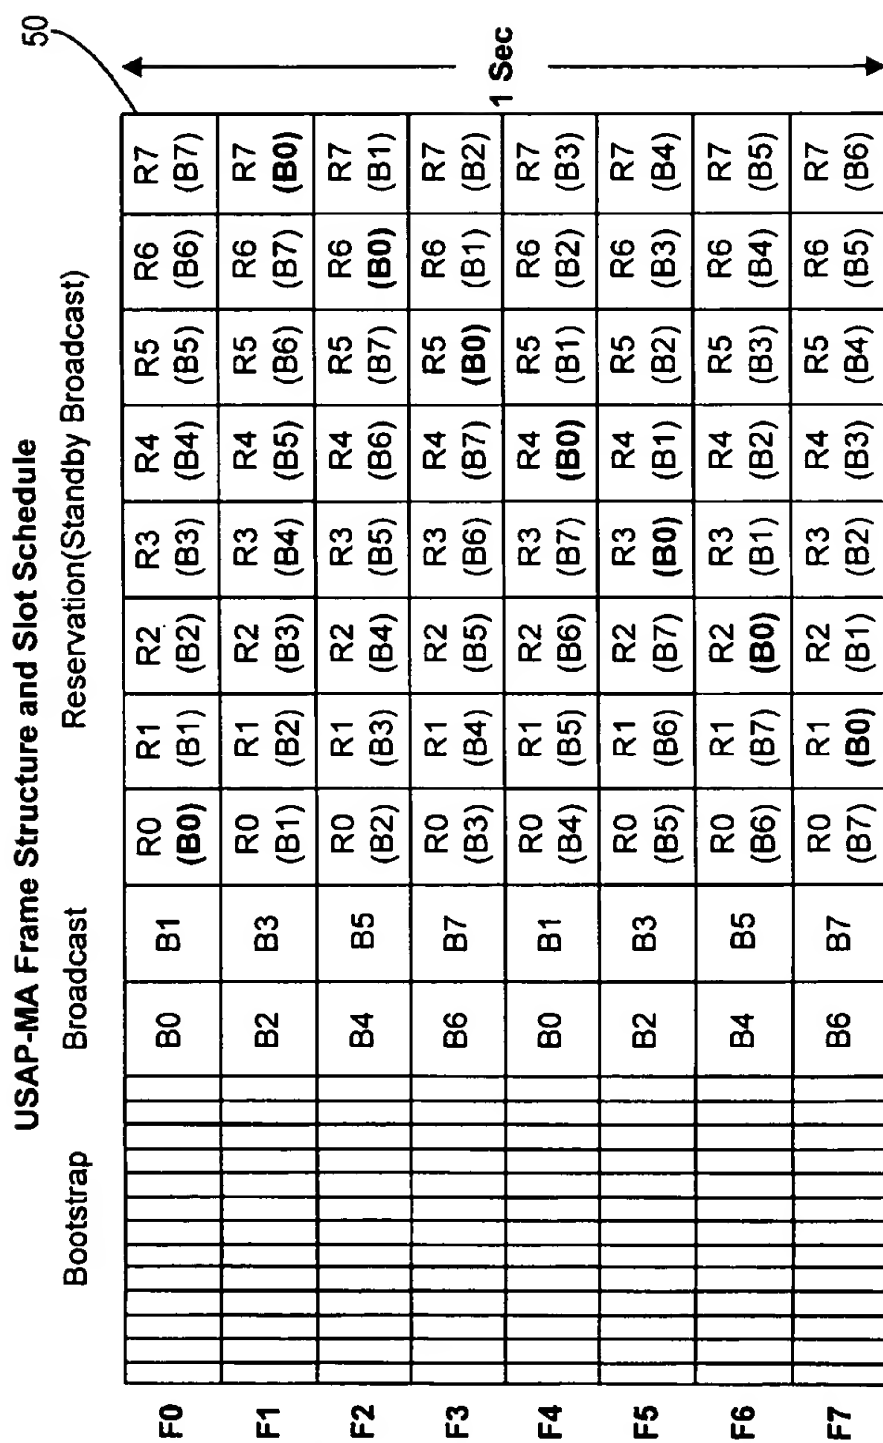 USAP-MA Frame Structure and Slot Schedule
50
Bootstrap Broadcast Reservation(Standby Broadcast)
F0 B0 B1 R0 (B0) R1 (B1) R2 (B2) R3 (B3) R4 (B4) R5 (B5) R6 (B6) R7 (B7)
F1 B2 B3 R0 (B1) R1 (B2) R2 (B3) R3 (B4) R4 (B5) R5 (B6) R6 (B7) R7 (B0)
F2 B4 B5 R0 (B2) R1 (B3) R2 (B4) R3 (B5) R4 (B6) R5 (B7) R6 (B0) R7 (B1)
F3 B6 B7 R0 (B3) R1 (B4) R2 (B5) R3 (B6) R4 (B7) R5 (B0) R6 (B1) R7 (B2)
F4 B0 B1 R0 (B4) R1 (B5) R2 (B6) R3 (B7) R4 (B0) R5 (B1) R6 (B2) R7 (B3)
F5 B2 B3 R0 (B5) R1 (B6) R2 (B7) R3 (B0) R4 (B1) R5 (B2) R6 (B3) R7 (B4)
F6 B4 B5 R0 (B6) R1 (B7) R2 (B0) R3 (B1) R4 (B2) R5 (B3) R6 (B4) R7 (B5)
F7 B6 B7 R0 (B7) R1 (B0) R2 (B1) R3 (B2) R4 (B3) R5 (B4) R6 (B5) R7 (B6)
1 Sec